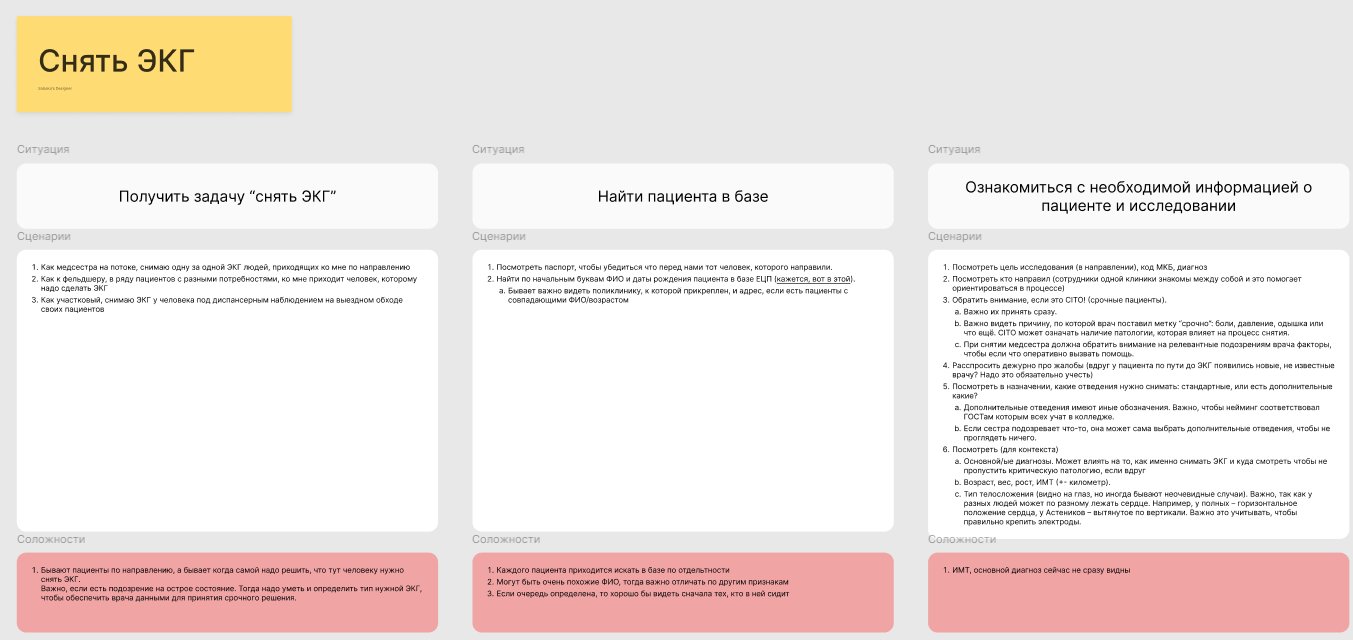 Снять ЭКГ
Ситуация
Получить задачу “снять ЭКГ”
Сценарии
1. Как медсестра на потоке, снимаю одну за одной ЭКГ людей, приходящих ко мне по направлению
2. Как к фельдшеру, в ряду пациентов с разными потребностями, ко мне приходит человек, которому
надо сделать ЭКГ
3. Как участковый, снимаю ЭКГ у человека под диспансерным наблюдением на выездном обходе
своих пациентов
Соложности
1. Бывают пациенты по направлению, а бывает когда самой надо решить, что тут человеку нужно
снять ЭКГ.
Важно, если есть подозрение на острое состояние. Тогда надо уметь и определить тип нужной ЭКГ,
чтобы обеспечить врача данными для принятия срочного решения.
Ситуация
Найти пациента в базе
Сценарии
1. Посмотреть паспорт, чтобы убедиться что перед нами тот человек, которого направили.
2. Найти по начальным буквам ФИО и даты рождения пациента в базе ЕЦП (кажется, вот в этой).
a. Бывает важно видеть поликлинику, к которой прикреплен, и адрес, если есть пациенты с
совпадающими ФИО/возрастом
Соложности
1. Каждого пациента приходится искать в базе по отдельтности
2. Могут быть очень похожие ФИО, тогда важно отличать по другим признакам
3. Если очередь определена, то хорошо бы видеть сначала тех, кто в ней сидит
Ситуация
Ознакомиться с необходимой информацией о
пациенте и исследовании
Сценарии
1. Посмотреть цель исследования (в направлении), код МКБ, диагноз
2. Посмотреть кто направил (сотрудники одной клиники знакомы между собой и это помогает
ориентироваться в процессе)
3. Обратить внимание, если это CITO! (срочные пациенты).
a. Важно их принять сразу.
b. Важно видеть причину, по которой врач поставил метку “срочно”: боли, давление, одышка или
что ещё. CITO может означать наличие патологии, которая влияет на процесс снятия.
c. При снятии медсестра должна обратить внимание на релевантные подозрениям врача факторы,
чтобы если что оперативно вызвать помощь.
4. Расспросить дежурно про жалобы (вдруг у пациента по пути до ЭКГ появились новые, не известные
врачу? Надо это обязательно учесть)
5. Посмотреть в назначении, какие отведения нужно снимать: стандартные, или есть дополнительные
какие?
a. Дополнительные отведения имеют иные обозначения. Важно, чтобы нейминг соответствовал
ГОСТам которым всех учат в колледже.
b. Если сестра подозревает что-то, она может сама выбрать дополнительные отведения, чтобы не
проглядеть ничего.
6. Посмотреть (для контекста)
a. Основной/ые диагнозы. Может влиять на то, как именно снимать ЭКГ и куда смотреть чтобы не
пропустить критическую патологию, если вдруг
b. Возраст, вес, рост, ИМТ (+- километр).
c. Тип телосложения (видно на глаз, но иногда бывают неочевидные случаи). Важно, так как у
разных людей может по разному лежать сердце. Например, у полных – горизонтальное
положение сердца, у Астеников – вытянутое по вертикали. Важно это учитывать, чтобы
правильно крепить электроды.
Соложности
1. ИМТ, основной диагноз сейчас не сразу видны